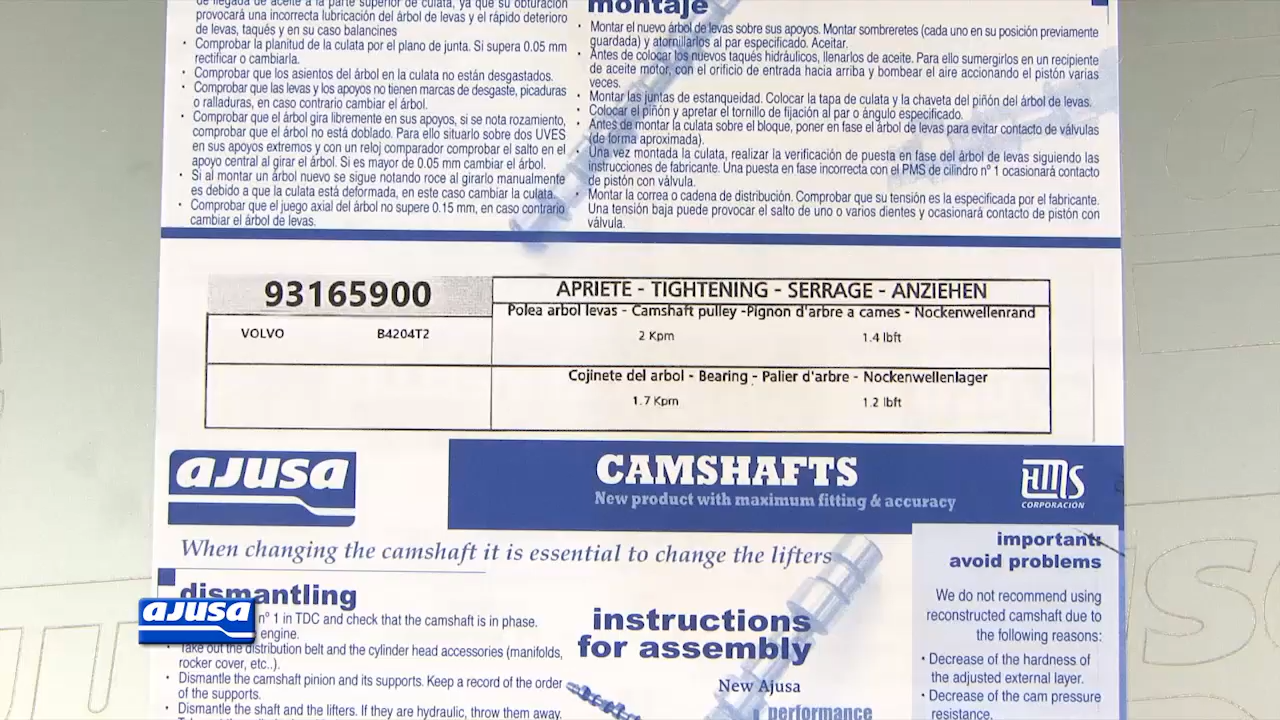 de llegada de aceite a la parte superior de culata, ya que su obturación
provocará una incorrecta lubricación del árbol de levas y el rápido deterioro
de levas, taqués y en su caso balancines
· Comprobar la planitud de la culata por el plano de junta. Si supera 0.05 mm
rectificar o cambiarla.
· Comprobar que los asientos del árbol en la culata no están desgastados.
· Comprobar que las levas y los apoyos no tienen marcas de desgaste, picaduras
o ralladuras, en caso contrario cambiar el árbol.
· Comprobar que el árbol gira libremente en sus apoyos, si se nota rozamiento,
comprobar que el árbol no está doblado. Para ello situarlo sobre dos UVES
en sus apoyos extremos y con un reloj comparador comprobar el salto en el
apoyo central al girar el árbol. Si es mayor de 0.05 mm cambiar el árbol.
· Si al montar un árbol nuevo se sigue notando roce al girarlo manualmente
es debido a que la culata está deformada, en este caso cambiar la culata.
· Comprobar que el juego axial del árbol no supere 0.15 mm, en caso contrario
cambiar el árbol de levas.
montaje
· Montar el nuevo árbol de levas sobre sus apoyos. Montar sombreretes (cada uno en su posición previamente
guardada) y atornillarlos al par especificado. Aceitar.
· Antes de colocar los nuevos taqués hidráulicos, llenarlos de aceite. Para ello sumergirlos en un recipiente
de aceite motor, con el orificio de entrada hacia arriba y bombear el aire accionando el pistón varias
veces.
· Montar las juntas de estanqueidad. Colocar la tapa de culata y la chaveta del piñón del árbol de levas.
· Colocar el piñón y apretar el tornillo de fijación al par o ángulo especificado.
· Antes de montar la culata sobre el bloque, poner en fase el árbol de levas para evitar contacto de válvulas
(de forma aproximada).
· Una vez montada la culata, realizar la verificación de puesta en fase del árbol de levas siguiendo las
instrucciones de fabricante. Una puesta en fase incorrecta con el PMS de cilindro nº 1 ocasionará contacto
de pistón con válvula.
· Montar la correa o cadena de distribución. Comprobar que su tensión es la especificada por el fabricante.
Una tensión baja puede provocar el salto de uno o varios dientes y ocasionará contacto de pistón con
válvula.
93165900
VOLVO B4204T2
APRIETE - TIGHTENING - SERRAGE - ANZIEHEN
Polea arbol levas - Camshaft pulley -Pignon d'arbre a cames - Nockenwellenrand
2 Kpm 1.4 lbft
Cojinete del arbol - Bearing - Palier d'arbre - Nockenwellenlager
1.7 Kpm 1.2 lbft
ajusa
CAMSHAFTS
New product with maximum fitting & accuracy
HMS
CORPORACIÓN
When changing the camshaft it is essential to change the lifters
dismantling
nº 1 in TDC and check that the camshaft is in phase.
engine.
· Take out the distribution belt and the cylinder head accessories (manifolds,
rocker cover, etc..).
· Dismantle the camshaft pinion and its supports. Keep a record of the order
of the supports.
· Dismantle the shaft and the lifters. If they are hydraulic, throw them away.
ajusa
instructions
for assembly
New Ajusa
performance
important:
avoid problems
We do not recommend using
reconstructed camshaft due to
the following reasons:
· Decrease of the hardness of
the adjusted external layer.
· Decrease of the cam pressure
resistance.